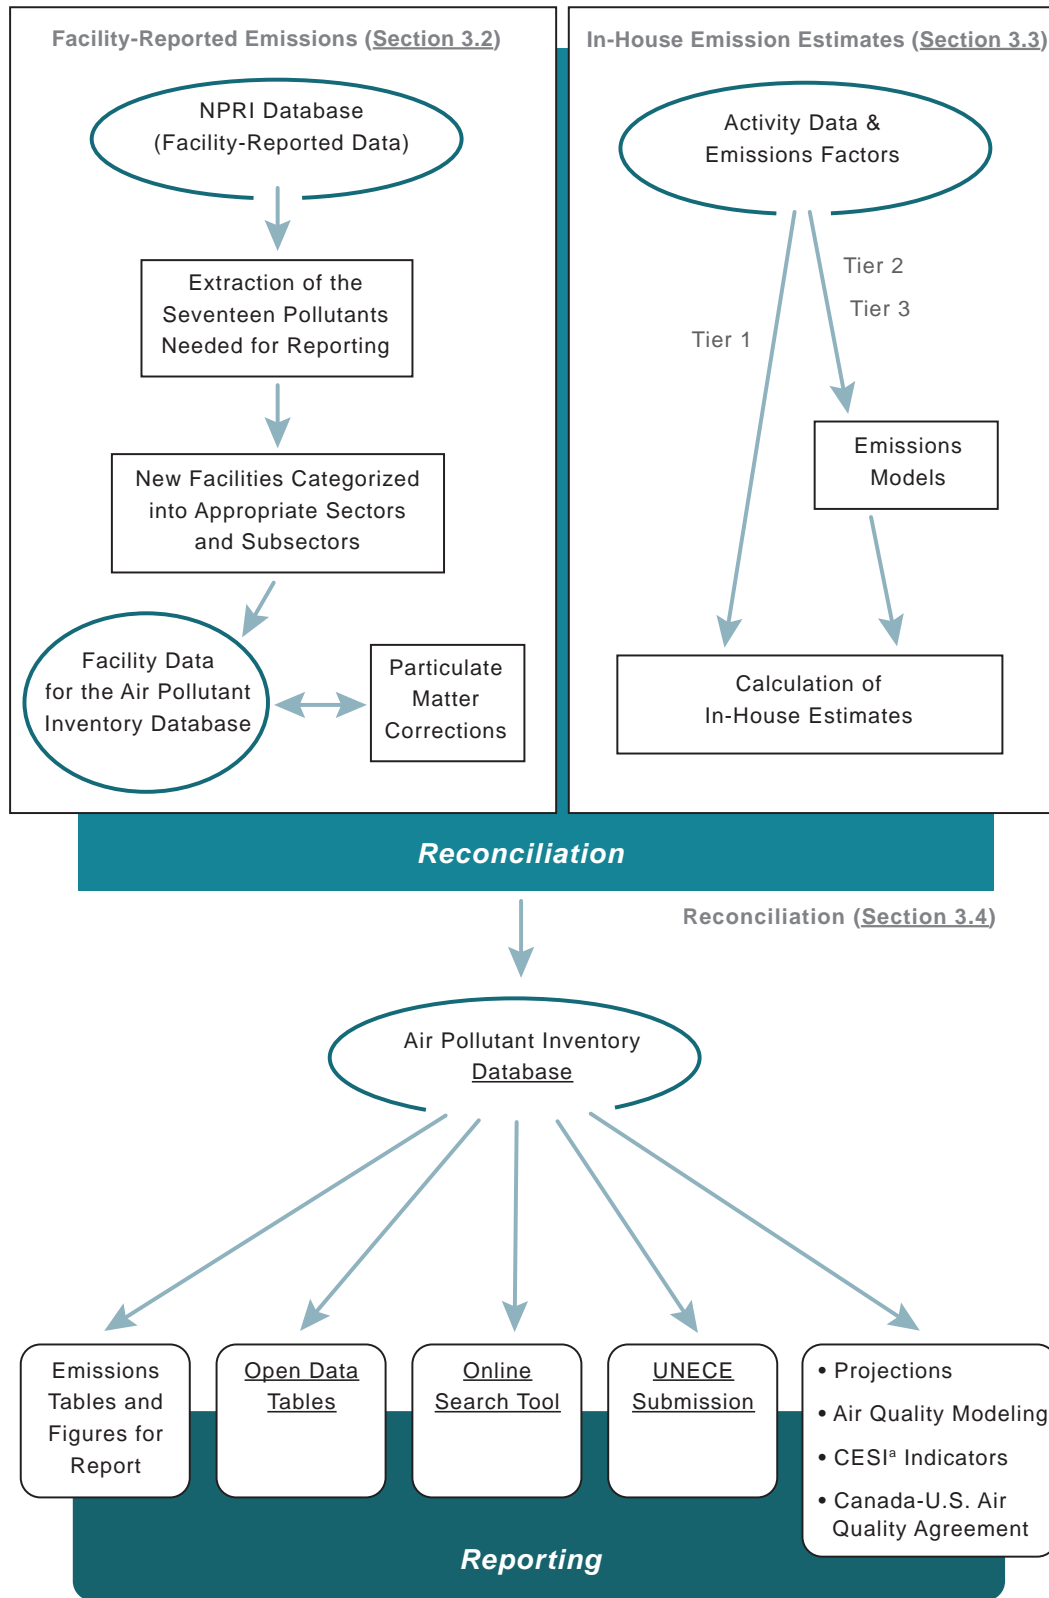 Facility-Reported Emissions (Section 3.2)
NPRI Database
(Facility-Reported Data)
Extraction of the
Seventeen Pollutants
Needed for Reporting
New Facilities Categorized
into Appropriate Sectors
and Subsectors
Facility Data
for the Air Pollutant
Inventory Database
Particulate
Matter
Corrections
In-House Emission Estimates (Section 3.3)
Activity Data &
Emissions Factors
Tier 2
Tier 3
Tier 1
Emissions
Models
Calculation of
In-House Estimates
Reconciliation
Reconciliation (Section 3.4)
Air Pollutant Inventory
Database
Emissions
Tables and
Figures for
Report
Open Data
Tables
Online
Search Tool
UNECE
Submission
• Projections
• Air Quality Modeling
• CESIª Indicators
• Canada-U.S. Air
Quality Agreement
Reporting